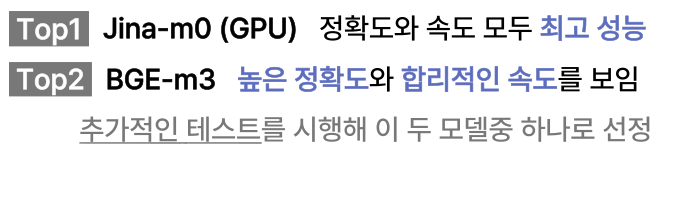 Top1 Jina-m0 (GPU) 정확도와 속도 모두 최고 성능
Top2 BGE-m3 높은 정확도와 합리적인 속도를 보임
추가적인 테스트를 시행해 이 두 모델중 하나로 선정